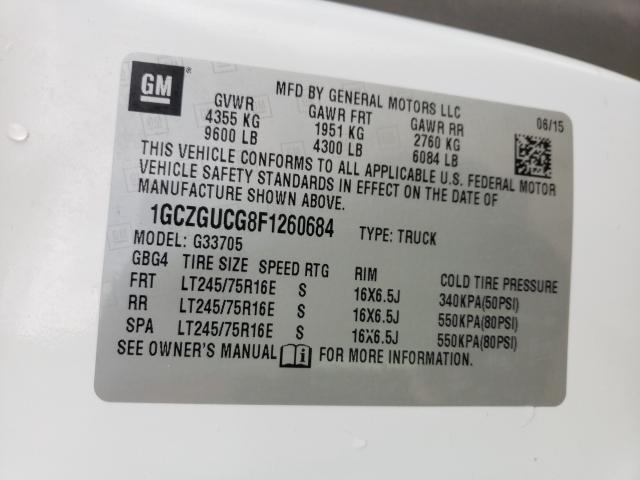 GM
MFD BY GENERAL MOTORS LLC
GVWR GAWR FRT GAWR RR 06/15
4355 KG 1951 KG 2760 KG
9600 LB 4300 LB 6084 LB
THIS VEHICLE CONFORMS TO ALL APPLICABLE U.S. FEDERAL MOTOR
VEHICLE SAFETY STANDARDS IN EFFECT ON THE DATE OF
MANUFACTURE SHOWN ABOVE.
1GCZGUCG8F1260684 TYPE: TRUCK
MODEL: G33705
GBG4 TIRE SIZE SPEED RTG RIM COLD TIRE PRESSURE
FRT LT245/75R16E S 16X6.5J 340KPA(50PSI)
RR LT245/75R16E S 16X6.5J 550KPA(80PSI)
SPA LT245/75R16E S 16X6.5J 550KPA(80PSI)
SEE OWNER'S MANUAL FOR MORE INFORMATION.